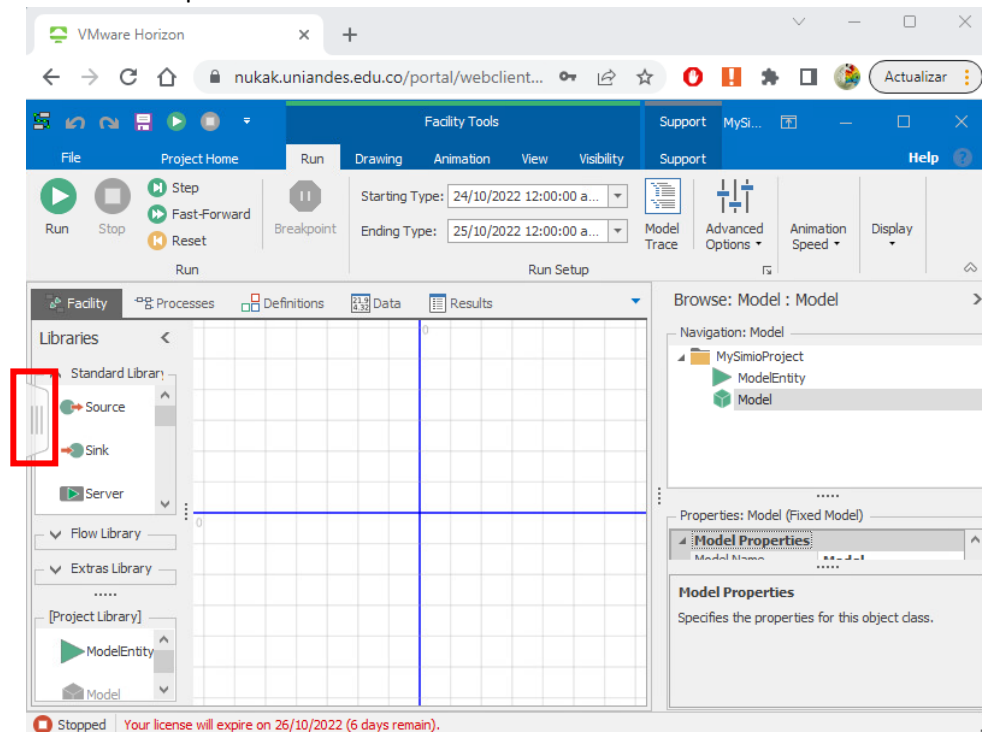 VMware Horizon
nukak.uniandes.edu.co/portal/webclient...
Actualizar
Facility Tools
Support
MySi...
File
Project Home
Run
Drawing
Animation
View
Visibility
Support
Help
Run
Stop
Step
Fast-Forward
Reset
Breakpoint
Starting Type: 24/10/2022 12:00:00 a...
Ending Type: 25/10/2022 12:00:00 a...
Model Trace
Advanced Options
Animation Speed
Display
Run
Run Setup
Facility
Processes
Definitions
Data
Results
Browse: Model : Model
Libraries
Navigation: Model
MySimioProject
ModelEntity
Model
Standard Library
Source
Sink
Server
0
0
Flow Library
Extras Library
[Project Library]
ModelEntity
Model
Properties: Model (Fixed Model)
Model Properties
Model Name
Model
Model Properties
Specifies the properties for this object class.
Stopped
Your license will expire on 26/10/2022 (6 days remain).